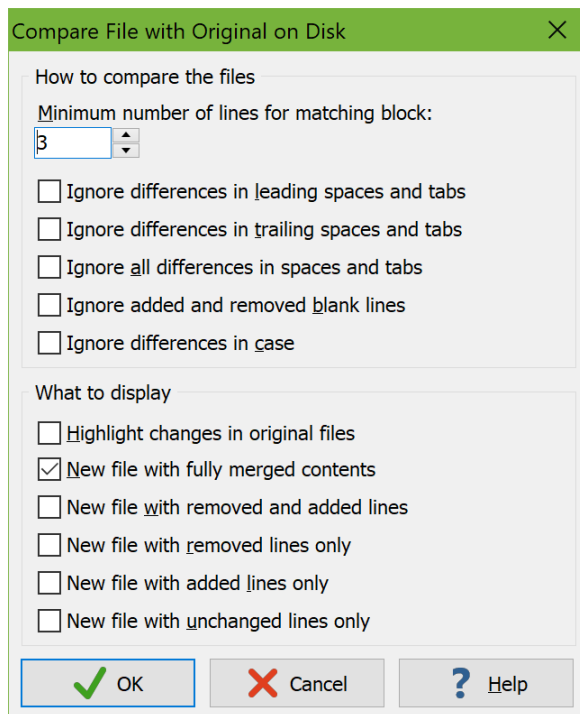 Compare File with Original on Disk
How to compare the files
Minimum number of lines for matching block:
3
Ignore differences in leading spaces and tabs
Ignore differences in trailing spaces and tabs
Ignore all differences in spaces and tabs
Ignore added and removed blank lines
Ignore differences in case
What to display
Highlight changes in original files
New file with fully merged contents
New file with removed and added lines
New file with removed lines only
New file with added lines only
New file with unchanged lines only
OK Cancel Help